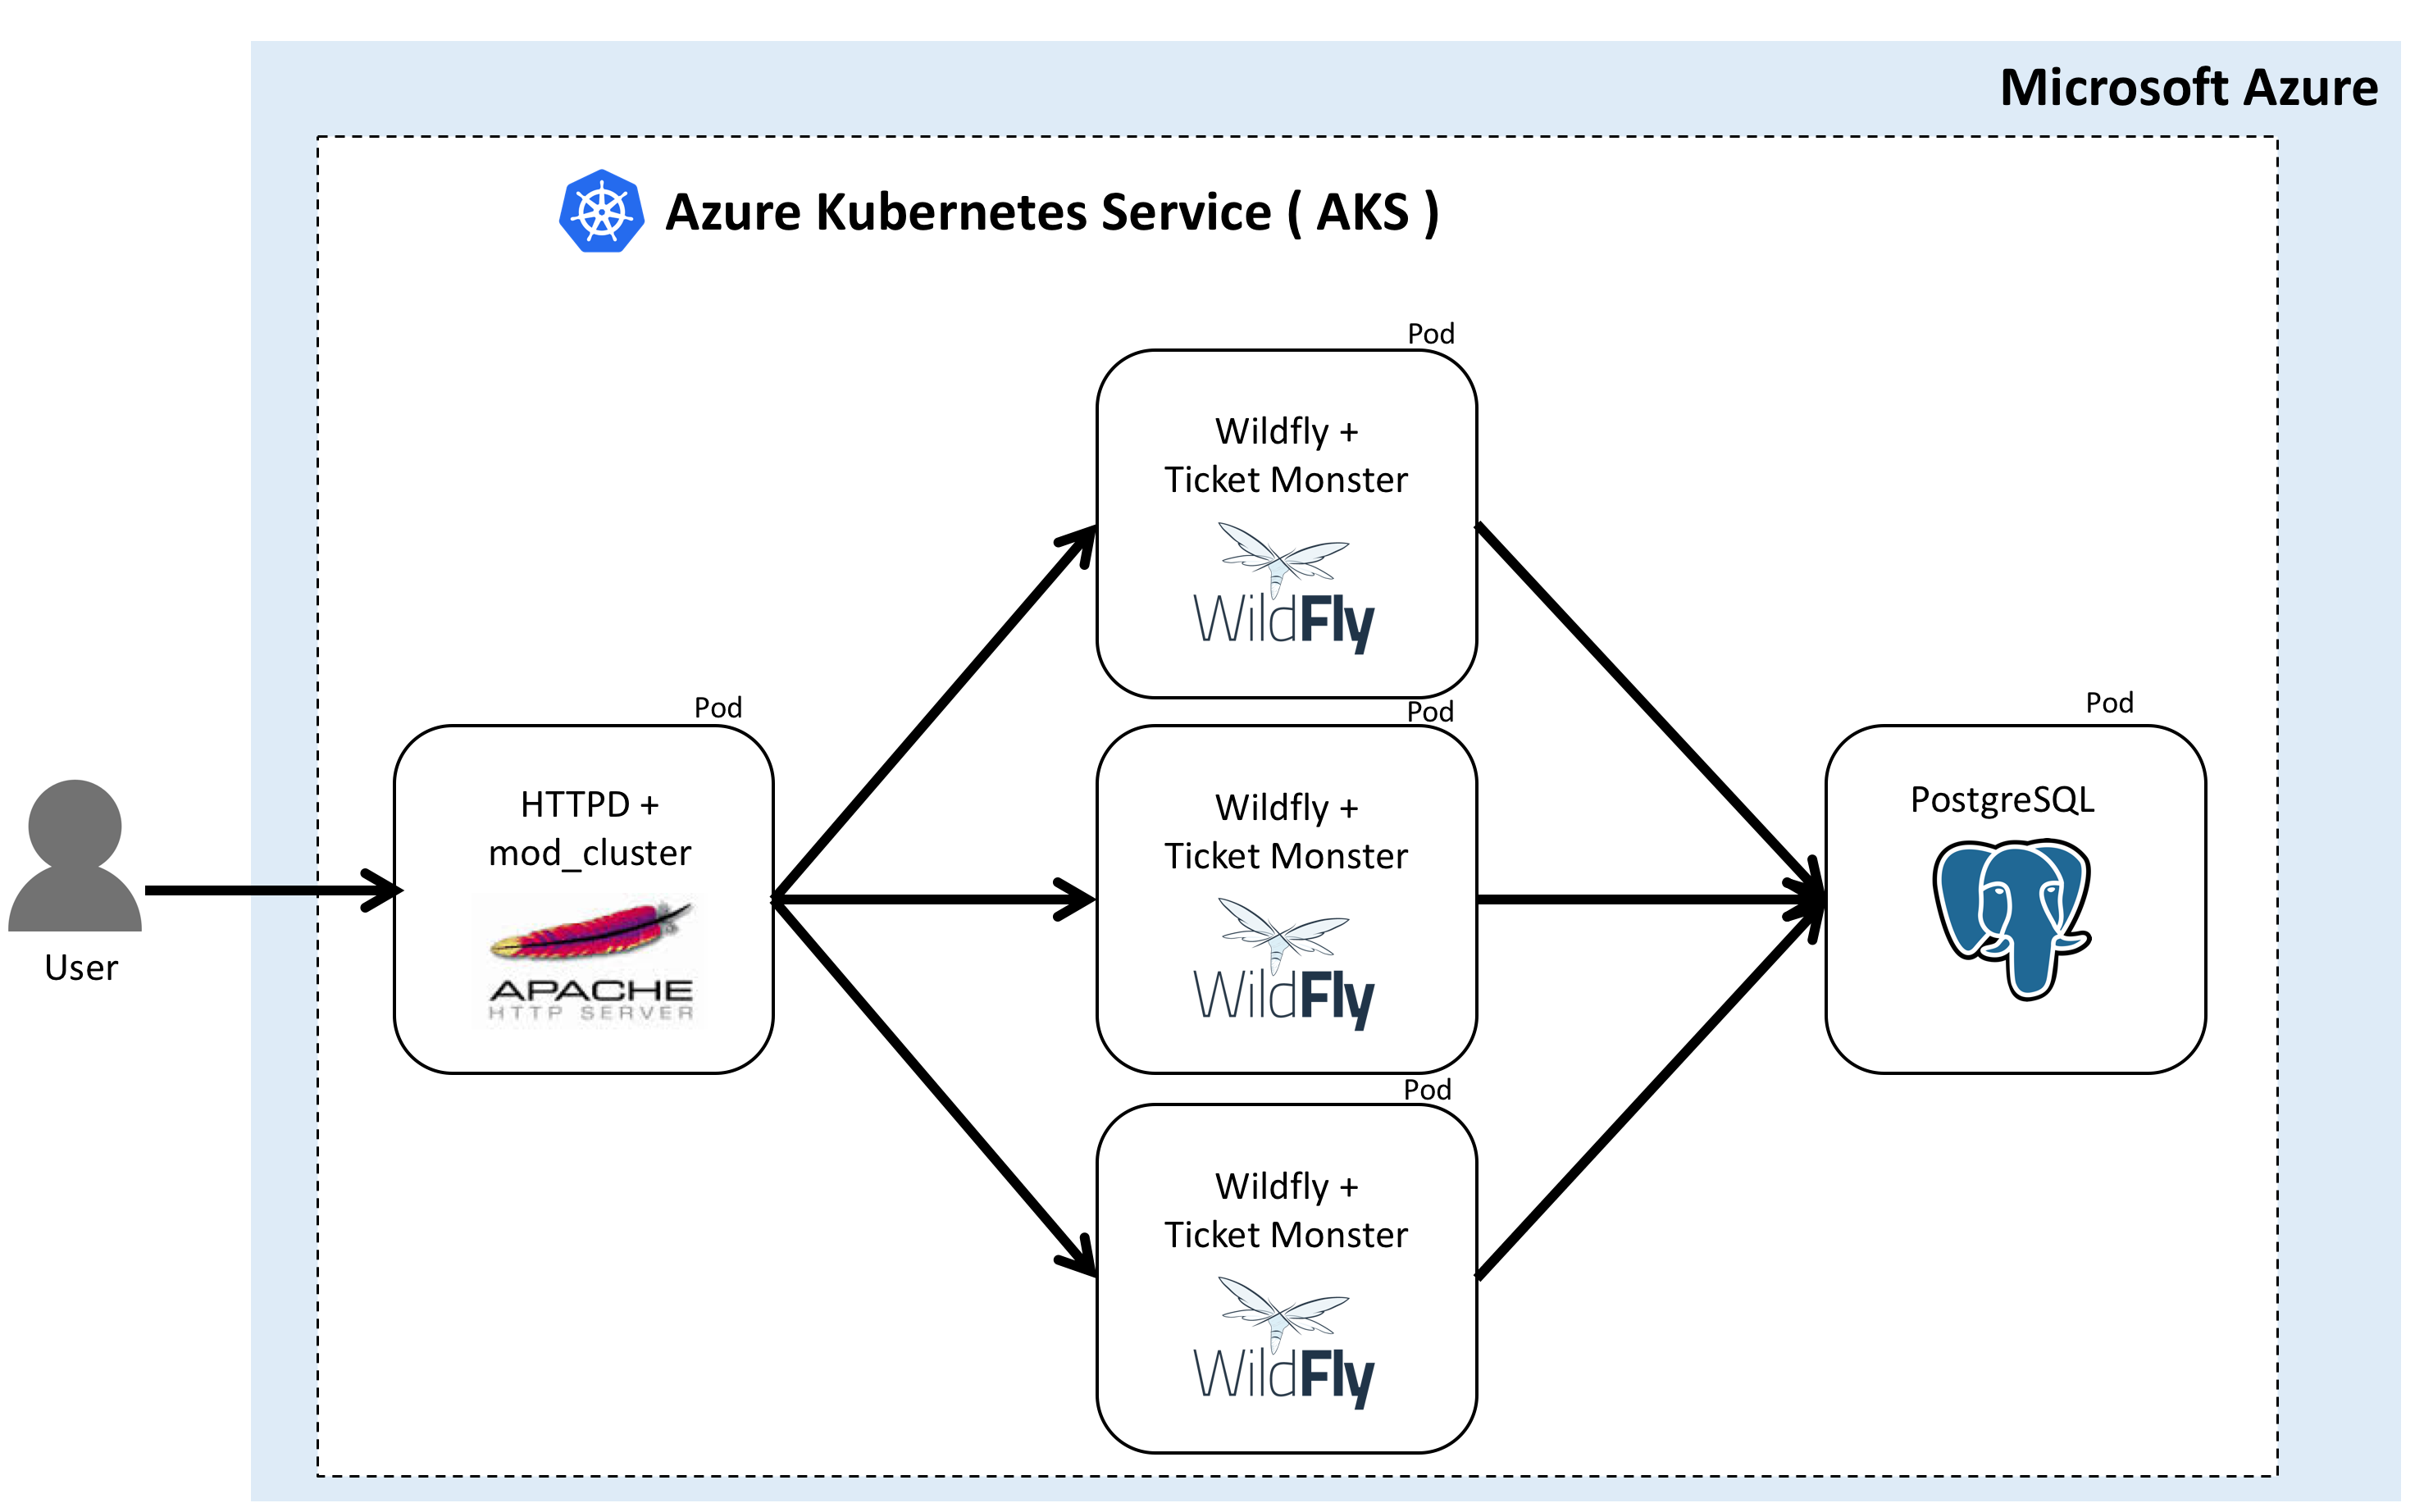 Microsoft Azure
Azure Kubernetes Service ( AKS )
Pod
Wildfly +
Ticket Monster
WildFly
Pod
HTTPD +
mod_cluster
APACHE
HTTP SERVER
User
Pod
Wildfly +
Ticket Monster
WildFly
Pod
PostgreSQL
Pod
Wildfly +
Ticket Monster
WildFly